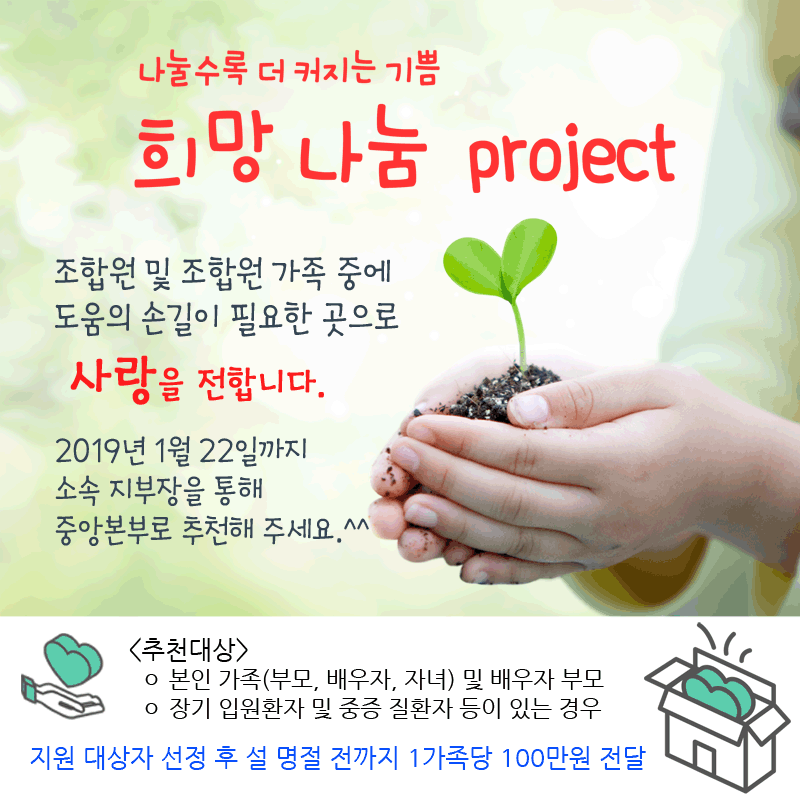 나눌수록 더 커지는 기쁨
희망 나눔 project
조합원 및 조합원 가족 중에
도움의 손길이 필요한 곳으로
사랑을 전합니다.
2019년 1월 22일까지
소속 지부장을 통해
중앙본부로 추천해 주세요.^^
<추천대상>
ㅇ 본인 가족(부모, 배우자, 자녀) 및 배우자 부모
ㅇ 장기 입원환자 및 중증 질환자 등이 있는 경우
지원 대상자 선정 후 설 명절 전까지 1가족당 100만원 전달